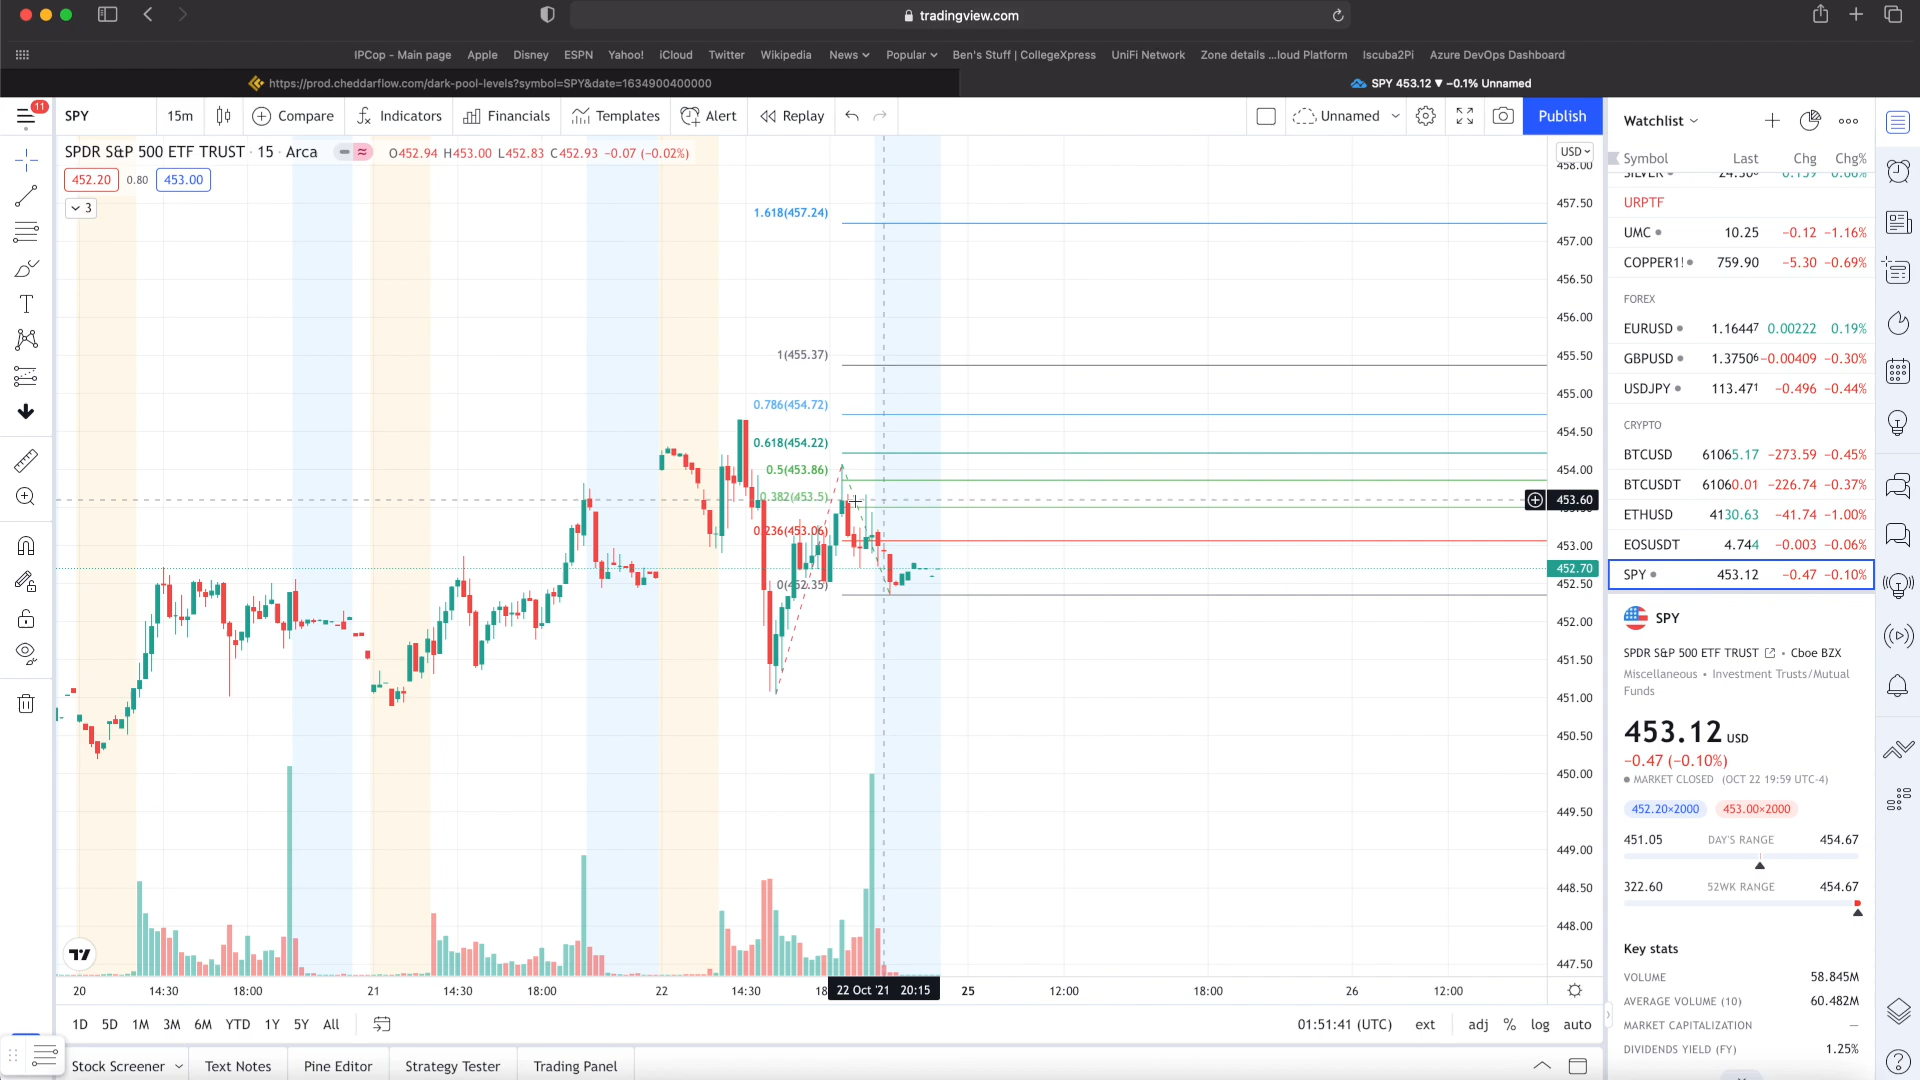 tradingview.com
IPCop - Main page Apple Disney ESPN Yahoo! iCloud Twitter Wikipedia News Popular Ben's Stuff | CollegeXpress UniFi Network Zone details ...loud Platform Iscuba2Pi Azure DevOps Dashboard
https://prod.cheddarflow.com/dark-pool-levels?symbol=SPY&date=1634900400000
SPY 453.12 ▼ −0.1% Unnamed
11
SPY 15m Compare Indicators Financials Templates Alert Replay Unnamed Publish
SPDR S&P 500 ETF TRUST · 15 · Arca O452.94 H453.00 L452.83 C452.93 −0.07 (−0.02%)
452.20 0.80 453.00
3
USD
458.00
457.50
457.00
456.50
456.00
455.50
455.00
454.50
454.00
453.60
453.00
452.70
452.50
452.00
451.50
451.00
450.50
450.00
449.50
449.00
448.50
448.00
447.50
1.618(457.24)
1(455.37)
0.786(454.72)
0.618(454.22)
0.5(453.86)
0.382(453.5)
0.236(453.06)
0(452.35)
20 14:30 18:00 21 14:30 18:00 22 14:30 18 22 Oct '21 20:15 25 12:00 18:00 26 12:00
1D 5D 1M 3M 6M YTD 1Y 5Y All
01:51:41 (UTC) ext adj % log auto
Stock Screener Text Notes Pine Editor Strategy Tester Trading Panel
Watchlist
Symbol Last Chg Chg%
URPTF
UMC 10.25 −0.12 −1.16%
COPPER1! 759.90 −5.30 −0.69%
FOREX
EURUSD 1.16447 0.00222 0.19%
GBPUSD 1.37506 −0.00409 −0.30%
USDJPY 113.471 −0.496 −0.44%
CRYPTO
BTCUSD 61065.17 −273.59 −0.45%
BTCUSDT 61060.01 −226.74 −0.37%
ETHUSD 4130.63 −41.74 −1.00%
EOSUSDT 4.744 −0.003 −0.06%
SPY 453.12 −0.47 −0.10%
SPY
SPDR S&P 500 ETF TRUST • Cboe BZX
Miscellaneous • Investment Trusts/Mutual
Funds
453.12 USD
−0.47 (−0.10%)
MARKET CLOSED (OCT 22 19:59 UTC-4)
452.20×2000 453.00×2000
451.05 DAY'S RANGE 454.67
322.60 52WK RANGE 454.67
Key stats
VOLUME 58.845M
AVERAGE VOLUME (10) 60.482M
MARKET CAPITALIZATION —
DIVIDENDS YIELD (FY) 1.25%